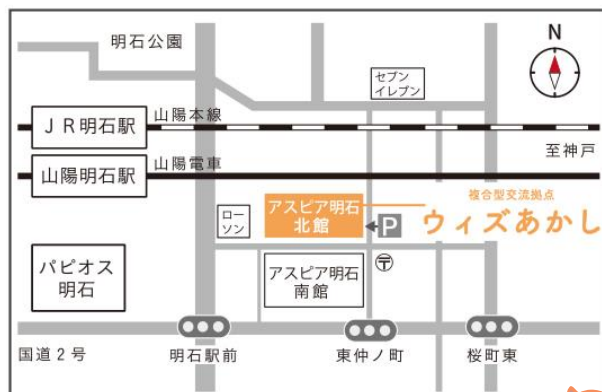 明石公園
N
セブン
イレブン
山陽本線
JR明石駅
至神戸
山陽電車
山陽明石駅
複合型交流拠点
ウィズあかし
アスピア明石
北館
ロー
ソン
P
〒
パピオス
明石
アスピア明石
南館
国道2号
明石駅前
東仲ノ町
桜町東